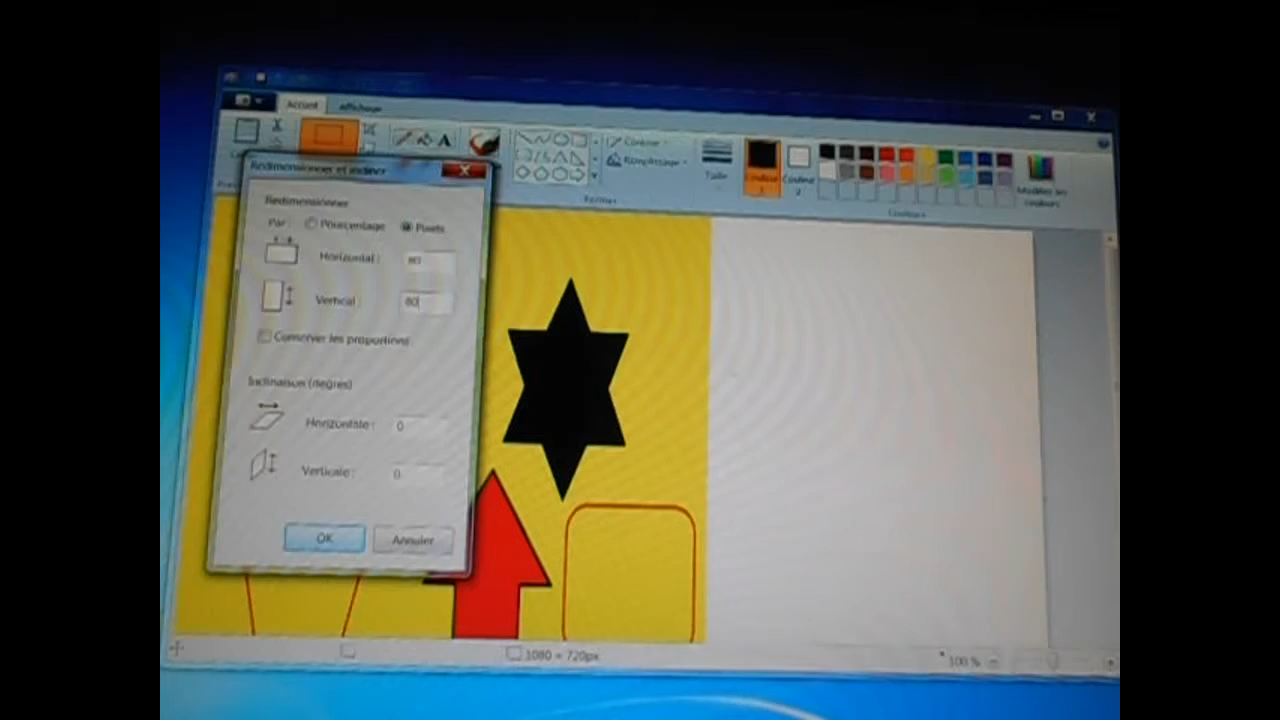 Accueil
Affichage
A
Contour
Remplissage
Taille
Couleur
1
Couleur
2
Modifier les
couleurs
Formes
Couleurs
Redimensionner et incliner
Redimensionner
Par :
Pourcentage
Pixels
Horizontal :
80
Vertical :
80
Conserver les proportions
Inclinaison (degrés)
Horizontale :
0
Verticale :
0
OK
Annuler
1080 × 720px
100 %